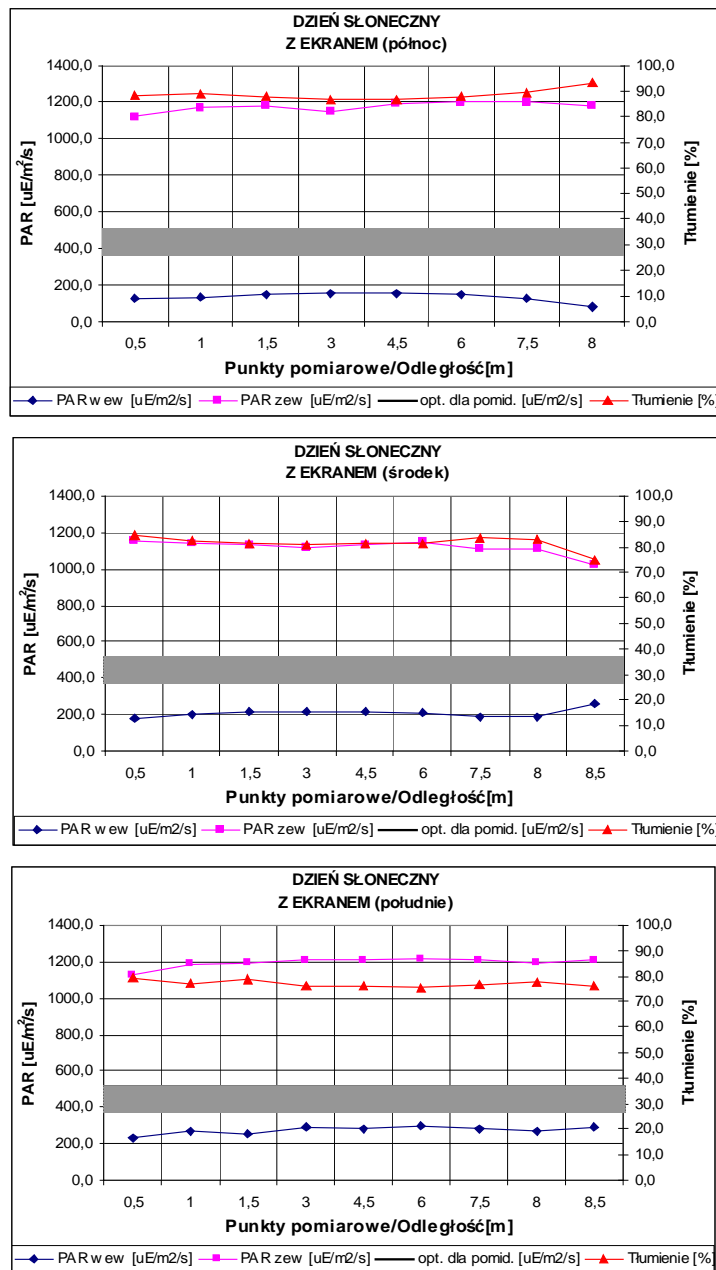 DZIEŃ SŁONECZNY
Z EKRANEM (północ)
1400,0
1200,0
1000,0
800,0
600,0
400,0
200,0
0,0
PAR [uE/m²/s]
100,0
90,0
80,0
70,0
60,0
50,0
40,0
30,0
20,0
10,0
0,0
Tłumienie [%]
0,5 1 1,5 3 4,5 6 7,5 8
Punkty pomiarowe/Odległość[m]
PAR wew [uE/m2/s] PAR zew [uE/m2/s] opt. dla pomid. [uE/m2/s] Tłumienie [%]
DZIEŃ SŁONECZNY
Z EKRANEM (środek)
1400,0
1200,0
1000,0
800,0
600,0
400,0
200,0
0,0
PAR [uE/m²/s]
100,0
90,0
80,0
70,0
60,0
50,0
40,0
30,0
20,0
10,0
0,0
Tłumienie [%]
0,5 1 1,5 3 4,5 6 7,5 8 8,5
Punkty pomiarowe/Odległość[m]
PAR wew [uE/m2/s] PAR zew [uE/m2/s] opt. dla pomid. [uE/m2/s] Tłumienie [%]
DZIEŃ SŁONECZNY
Z EKRANEM (południe)
1400,0
1200,0
1000,0
800,0
600,0
400,0
200,0
0,0
PAR [uE/m²/s]
100,0
90,0
80,0
70,0
60,0
50,0
40,0
30,0
20,0
10,0
0,0
Tłumienie [%]
0,5 1 1,5 3 4,5 6 7,5 8 8,5
Punkty pomiarowe/Odległość[m]
PAR wew [uE/m2/s] PAR zew [uE/m2/s] opt. dla pomid. [uE/m2/s] Tłumienie [%]